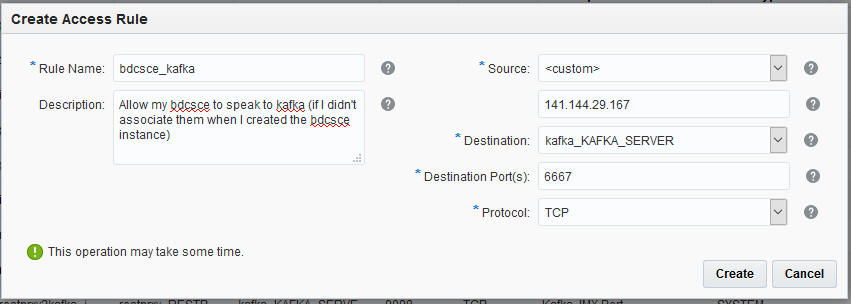 Create Access Rule
* Rule Name: bdcsce_kafka
Description: Allow my bdcsce to speak to kafka (if I didn't
associate them when I created the bdcsce
instance)
* Source: <custom>
141.144.29.167
* Destination: kafka_KAFKA_SERVER
* Destination Port(s): 6667
* Protocol: TCP
This operation may take some time.
Create Cancel